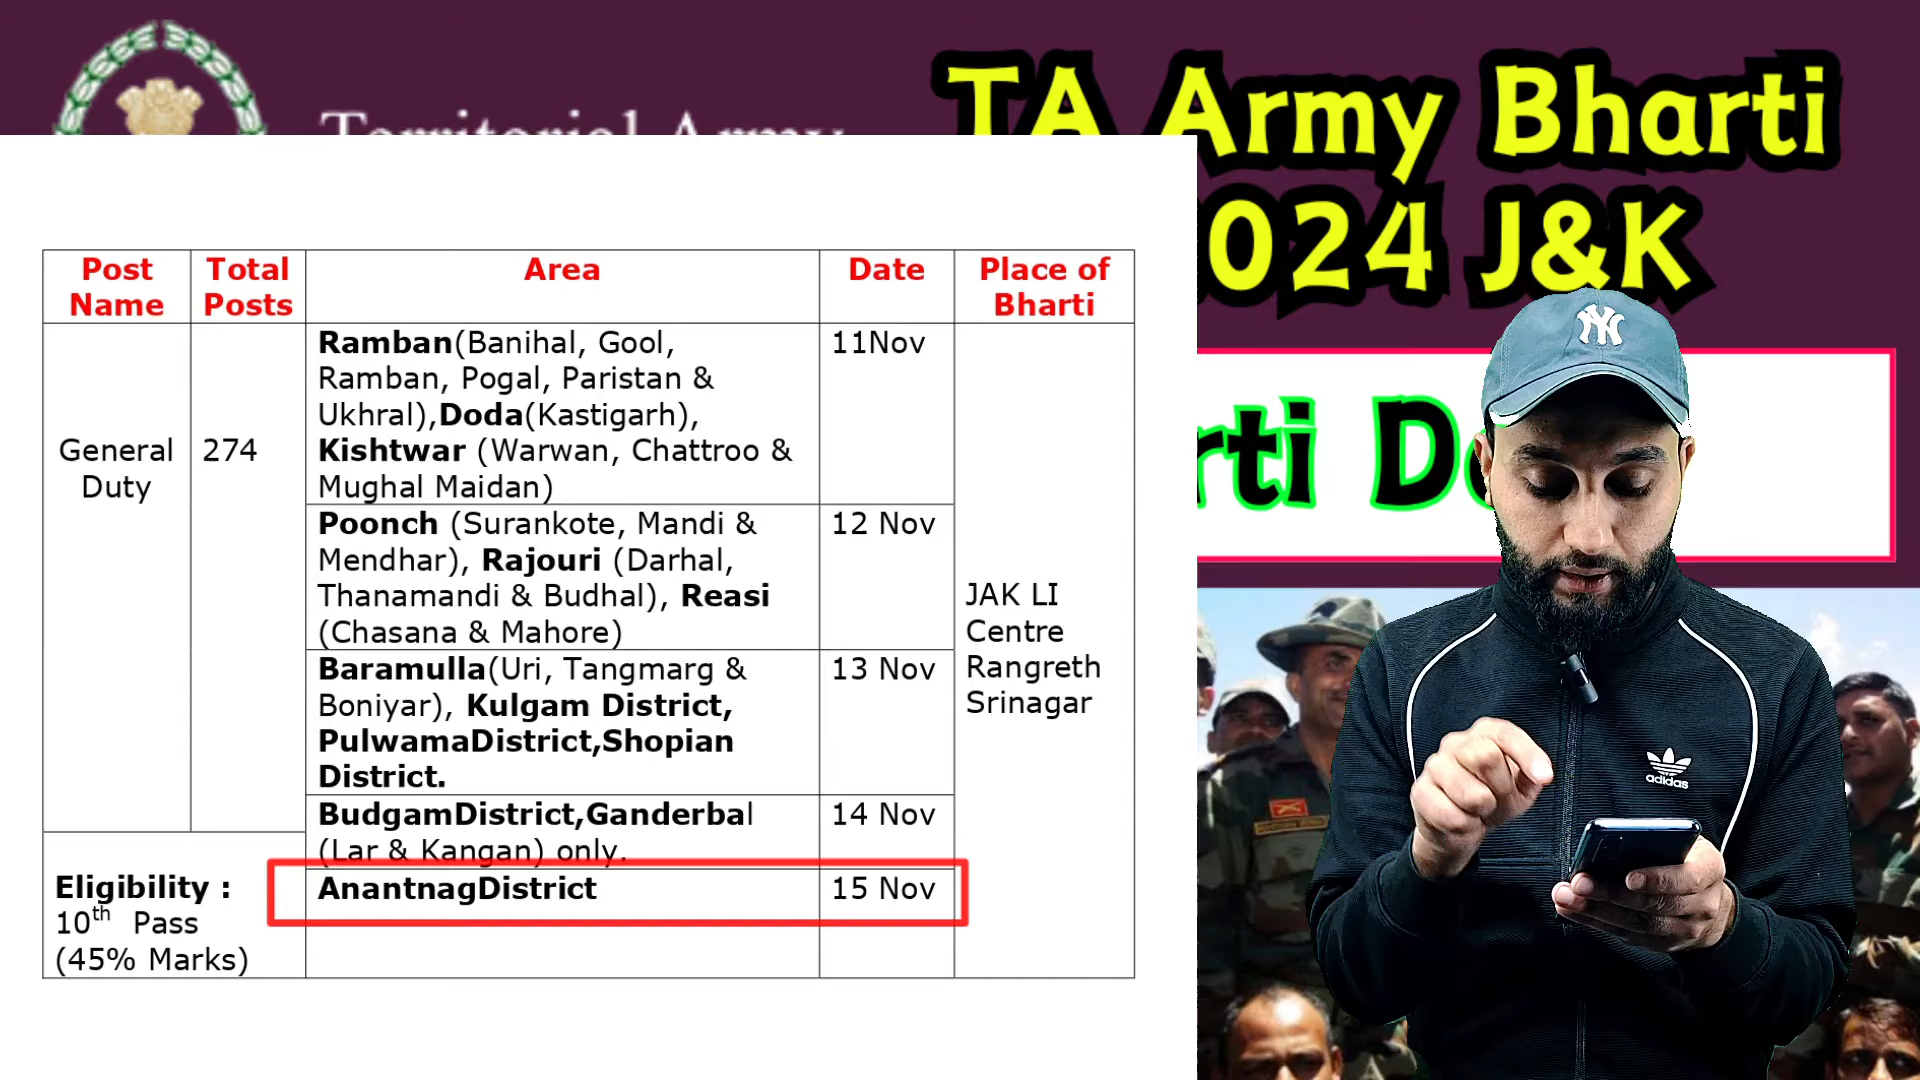 Territorial Army
TA Army Bharti
2024 J&K
rti D
Post Name
Total Posts
Area
Date
Place of Bharti
General Duty
274
Ramban(Banihal, Gool,
Ramban, Pogal, Paristan &
Ukhral),Doda(Kastigarh),
Kishtwar (Warwan, Chattroo &
Mughal Maidan)
11Nov
Poonch (Surankote, Mandi &
Mendhar), Rajouri (Darhal,
Thanamandi & Budhal), Reasi
(Chasana & Mahore)
12 Nov
Baramulla(Uri, Tangmarg &
Boniyar), Kulgam District,
PulwamaDistrict,Shopian
District.
13 Nov
BudgamDistrict,Ganderbal
(Lar & Kangan) only.
14 Nov
AnantnagDistrict
15 Nov
JAK LI
Centre
Rangreth
Srinagar
Eligibility :
10th Pass
(45% Marks)
NY
adidas